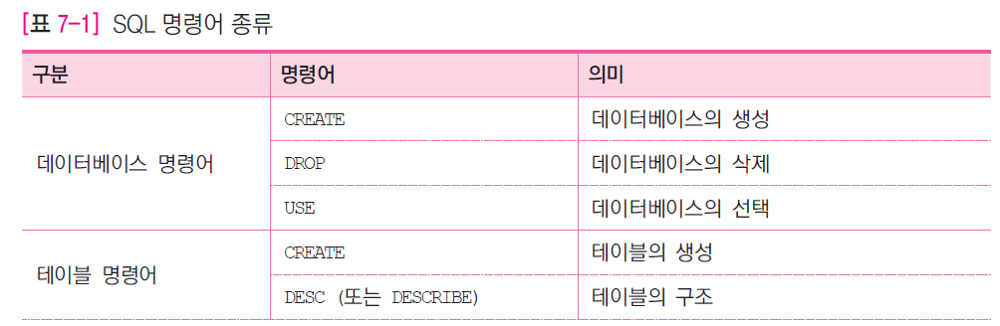 [표 7-1] SQL 명령어 종류
구분 명령어 의미
데이터베이스 명령어
CREATE 데이터베이스의 생성
DROP 데이터베이스의 삭제
USE 데이터베이스의 선택
테이블 명령어
CREATE 테이블의 생성
DESC (또는 DESCRIBE) 테이블의 구조